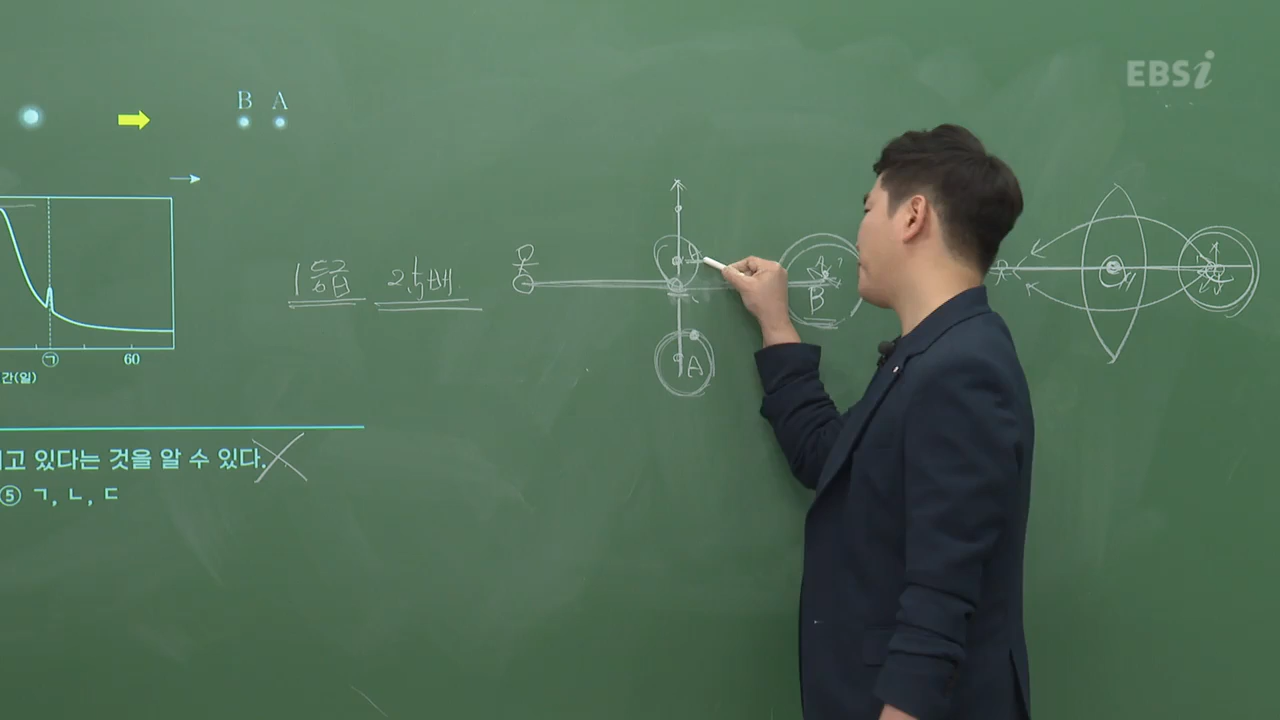 EBSi
B A
1등급 2등배
B
A
㉠ 60
간(일)
고 있다는 것을 알 수 있다.
⑤ ㄱ, ㄴ, ㄷ